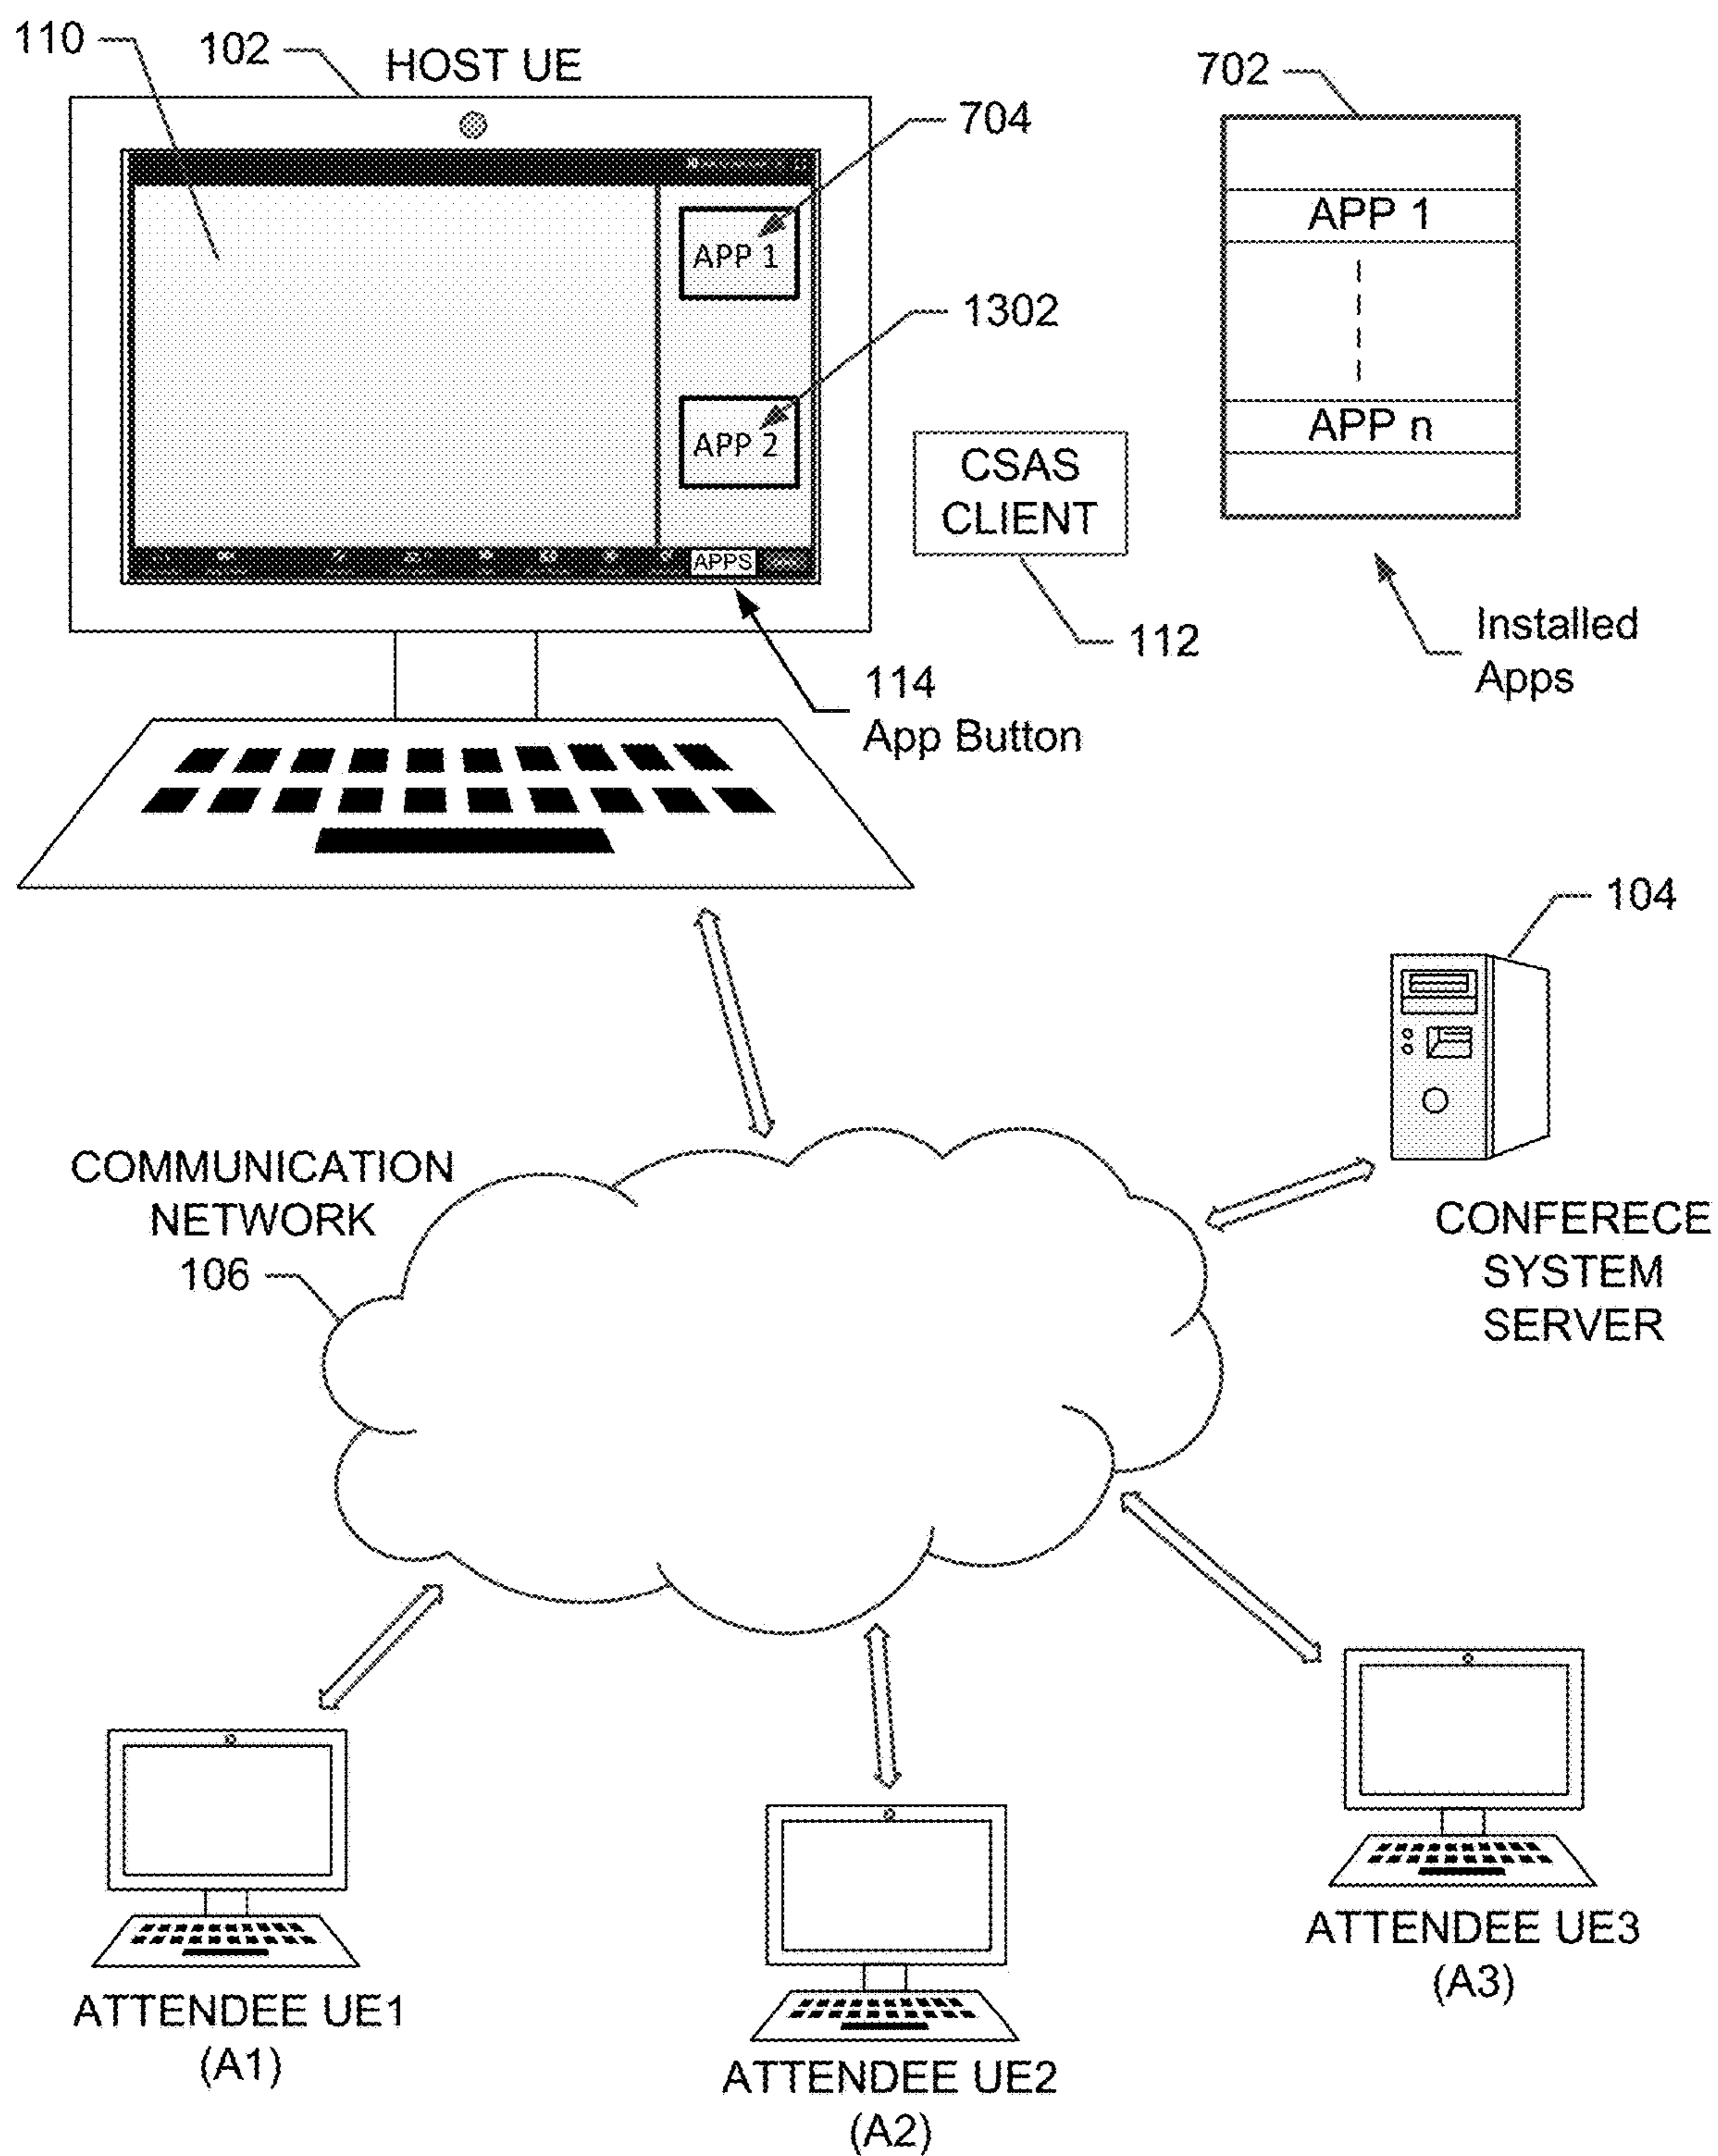 110
102
HOST UE
702
704
APP 1
APP 1
1302
APP 2
APP n
CSAS
CLIENT
APPS
112
Installed
Apps
114
App Button
104
COMMUNICATION
NETWORK
106
CONFERECE
SYSTEM
SERVER
ATTENDEE UE3
(A3)
ATTENDEE UE1
(A1)
ATTENDEE UE2
(A2)